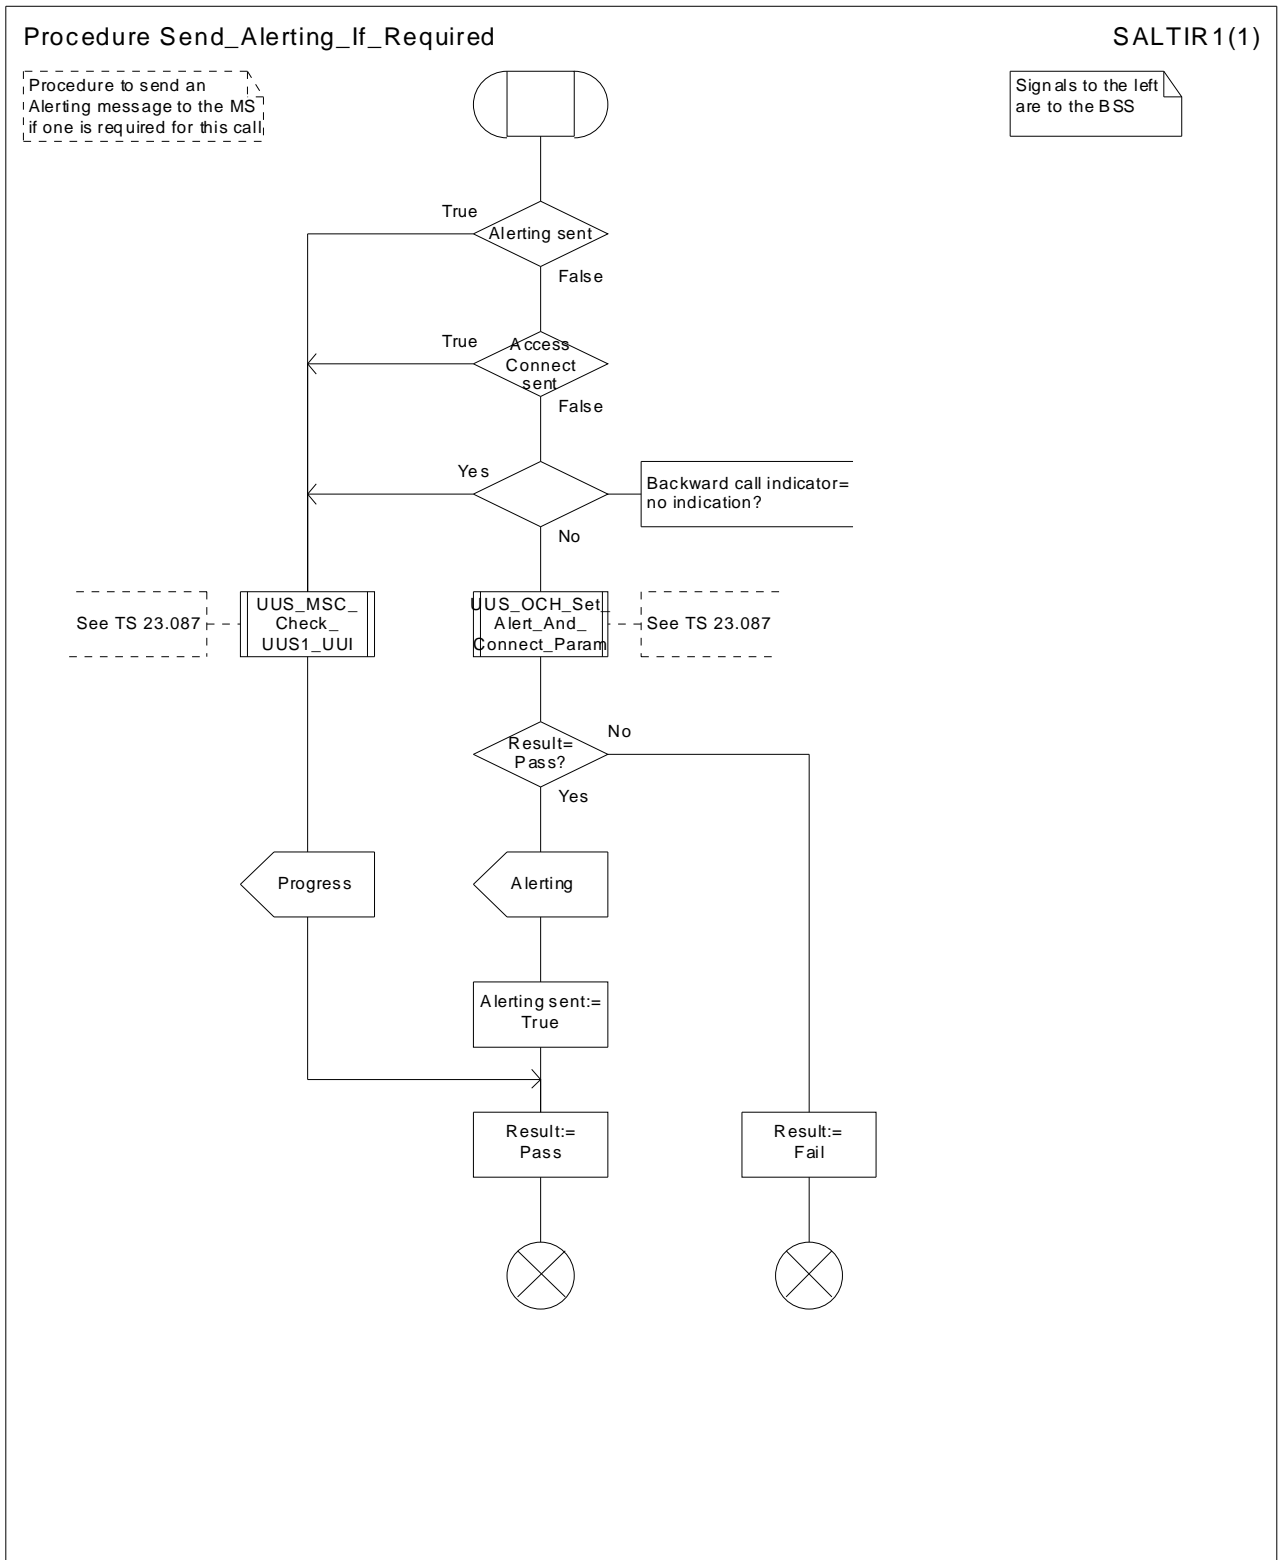 Procedure Send_Alerting_If_Required
SALTIR1(1)
Procedure to send an
Alerting message to the MS
if one is required for this call
Signals to the left
are to the BSS
True
Alerting sent
False
True
Access
Connect
sent
False
Yes
Backward call indicator=
no indication?
No
See TS 23.087
UUS_MSC_
Check_
UUS1_UUI
UUS_OCH_Set_
Alert_And_
Connect_Param
See TS 23.087
Result=
Pass?
No
Yes
Progress
Alerting
Alerting sent:=
True
Result:=
Pass
Result:=
Fail